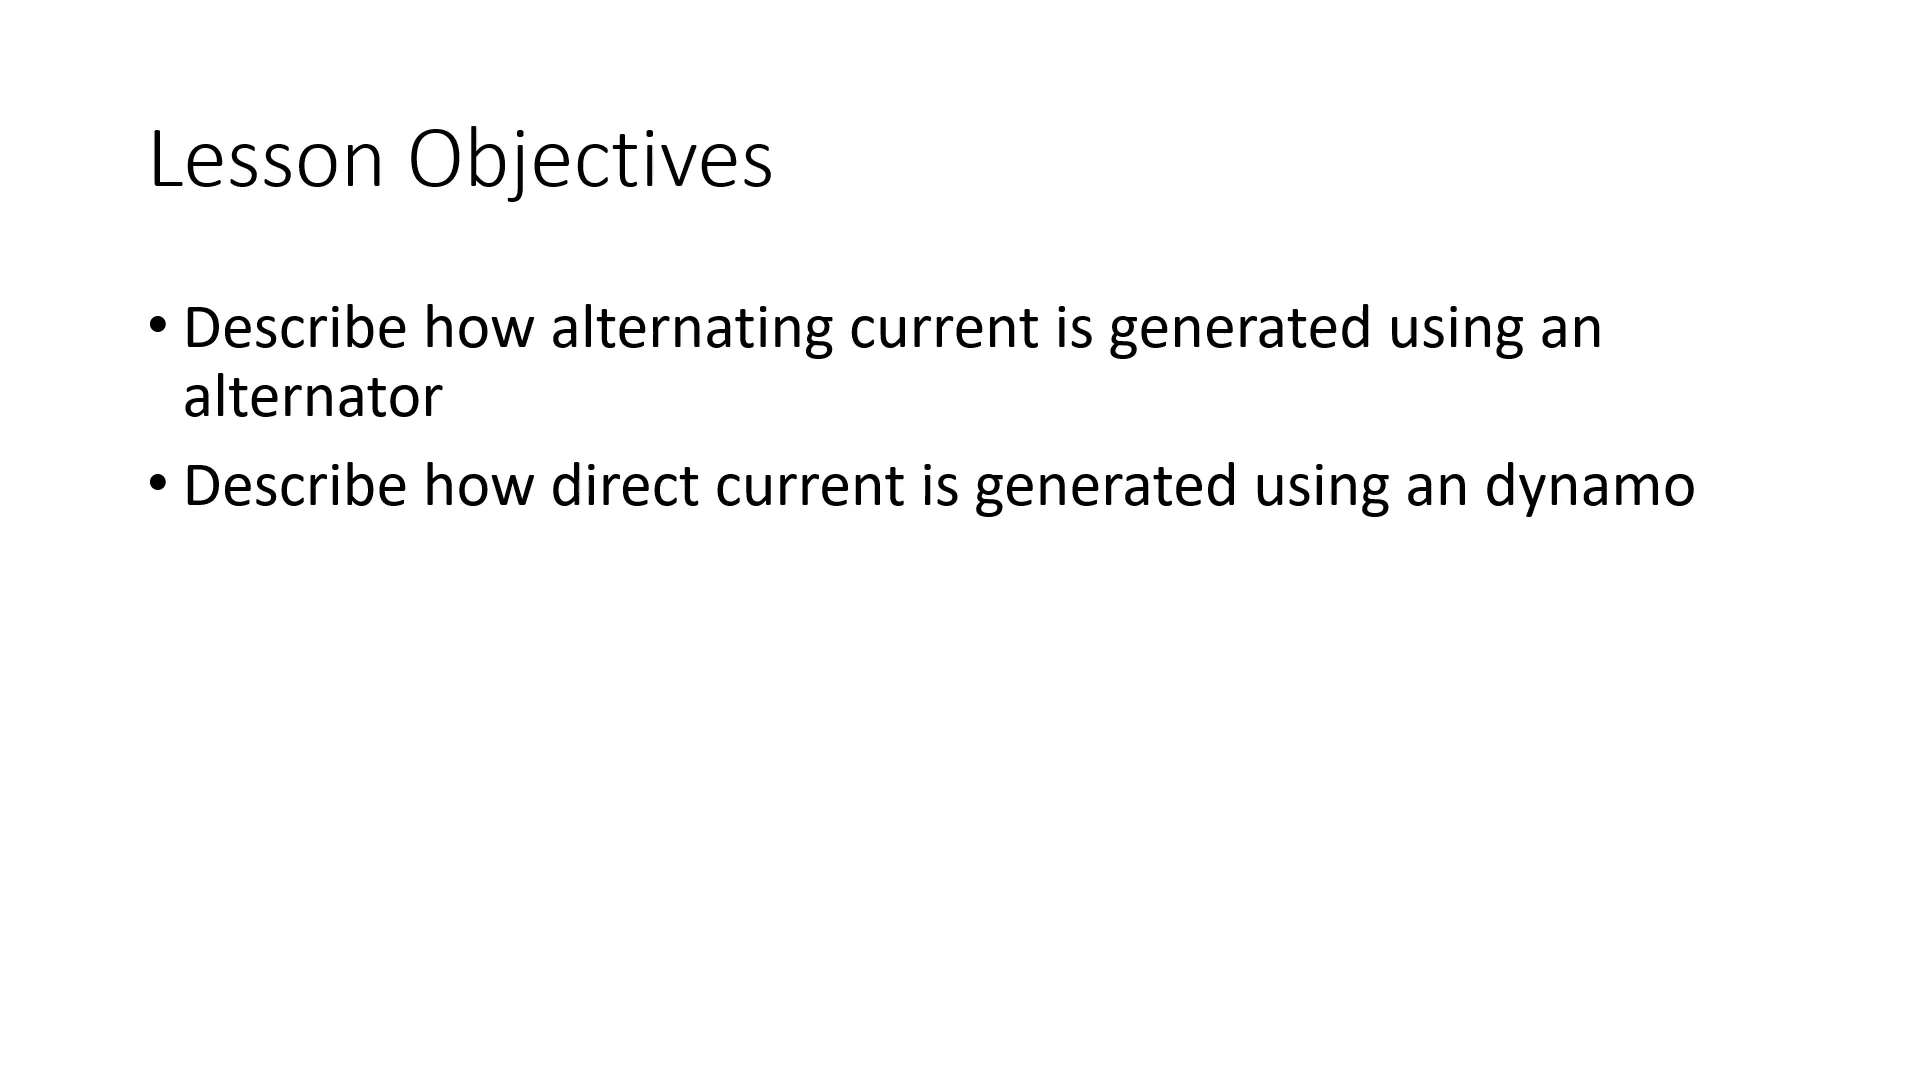 Lesson Objectives
• Describe how alternating current is generated using an
alternator
• Describe how direct current is generated using an dynamo